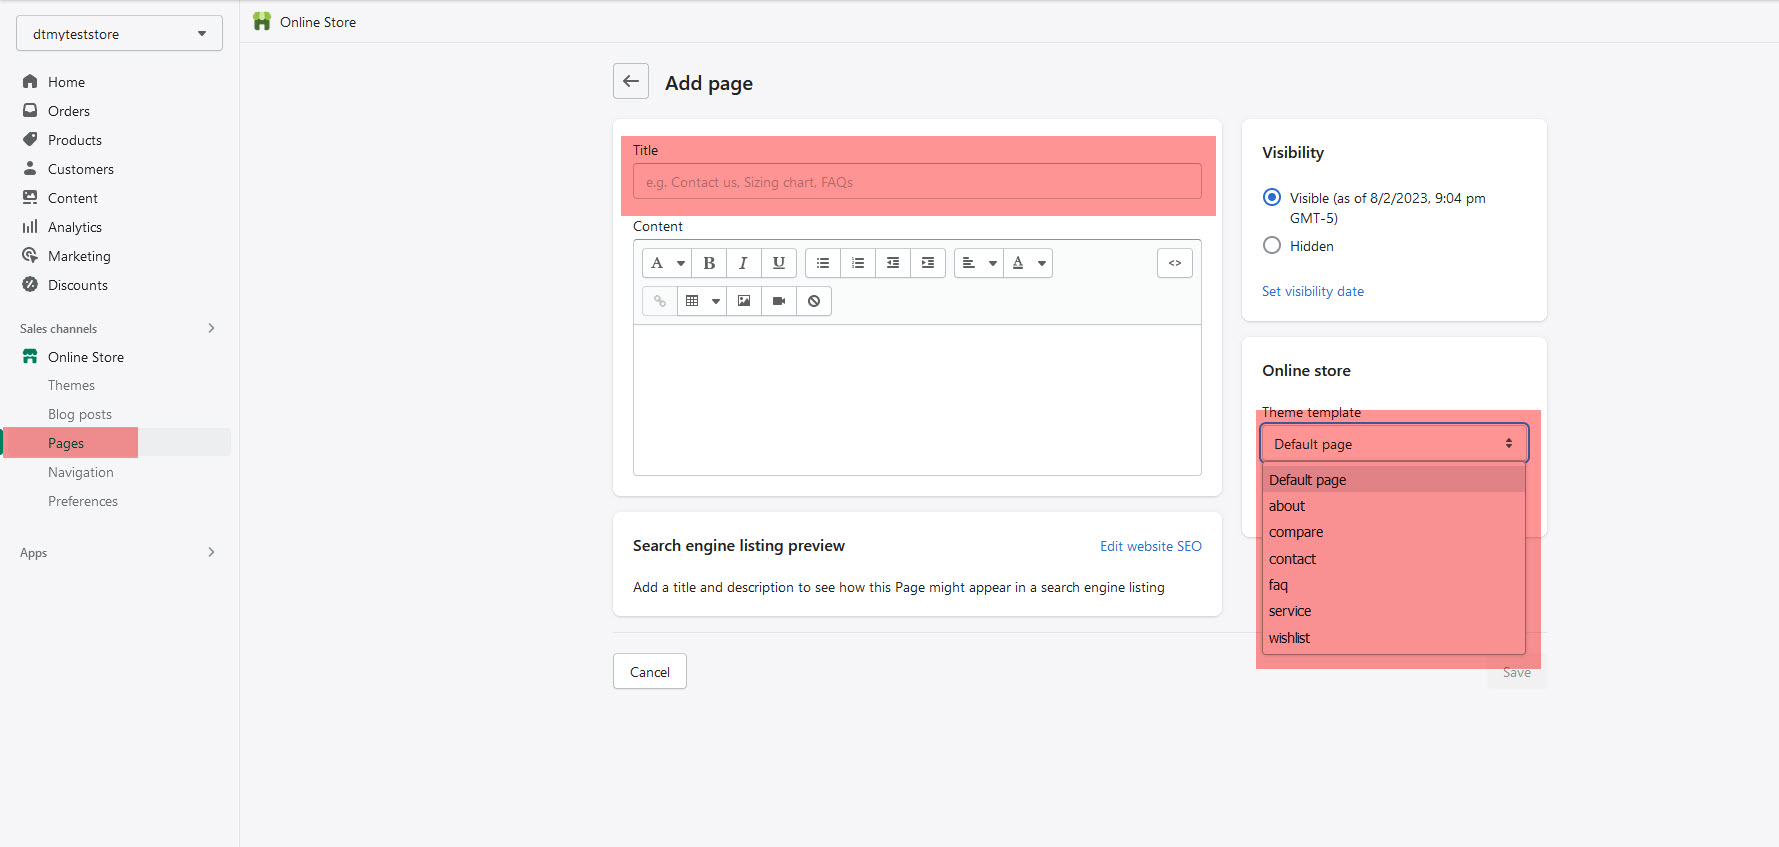 dtmyteststore
Home
Orders
Products
Customers
Content
Analytics
Marketing
Discounts
Sales channels
Online Store
Themes
Blog posts
Pages
Navigation
Preferences
Apps
Online Store
Add page
Title
e.g. Contact us, Sizing chart, FAQs
Content
A B I U A <>
Search engine listing preview
Edit website SEO
Add a title and description to see how this Page might appear in a search engine listing
Cancel
Visibility
Visible (as of 8/2/2023, 9:04 pm
GMT-5)
Hidden
Set visibility date
Online store
Theme template
Default page
Default page
about
compare
contact
faq
service
wishlist
Save